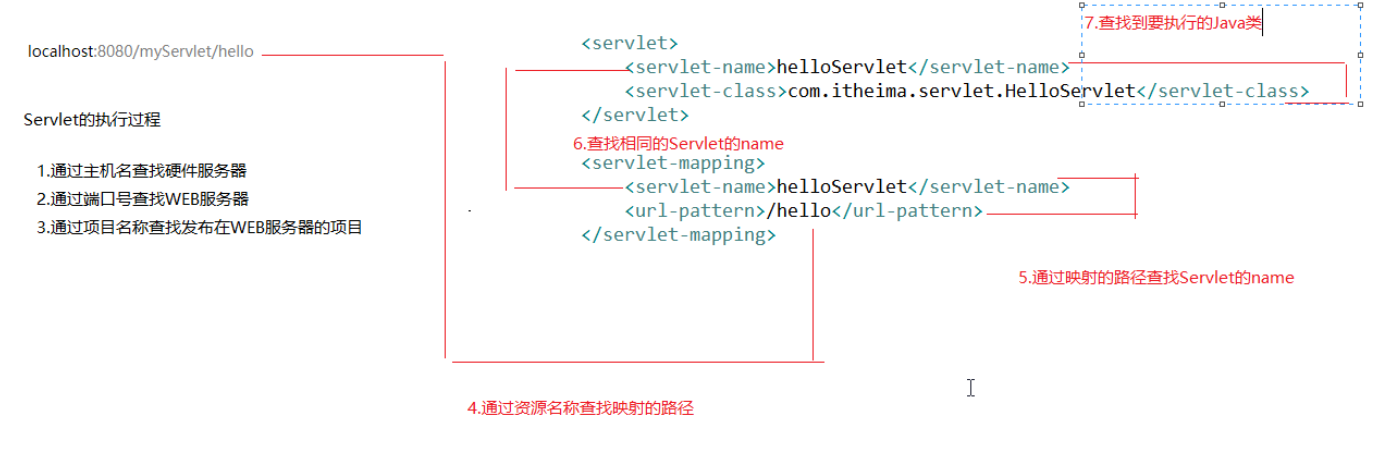 localhost:8080/myServlet/hello
Servlet的执行过程
1.通过主机名查找硬件服务器
2.通过端口号查找WEB服务器
3.通过项目名称查找发布在WEB服务器的项目
7.查找到要执行的Java类
<servlet>
<servlet-name>helloServlet</servlet-name>
<servlet-class>com.itheima.servlet.HelloServlet</servlet-class>
</servlet>
6.查找相同的Servlet的name
<servlet-mapping>
<servlet-name>helloServlet</servlet-name>
<url-pattern>/hello</url-pattern>
</servlet-mapping>
5.通过映射的路径查找Servlet的name
4.通过资源名称查找映射的路径